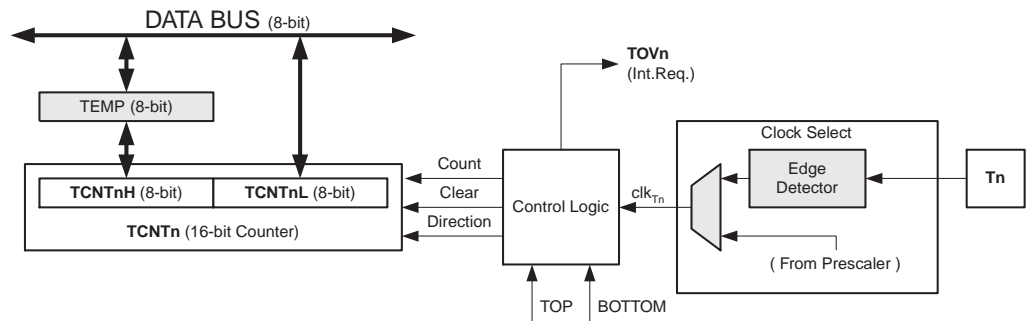 DATA BUS (8-bit)
TOVn
(Int.Req.)
TEMP (8-bit)
Clock Select
Count
Edge
Detector
Tn
TCNTnH (8-bit)
TCNTnL (8-bit)
Clear
Control Logic
clkTn
TCNTn (16-bit Counter)
Direction
( From Prescaler )
TOP
BOTTOM